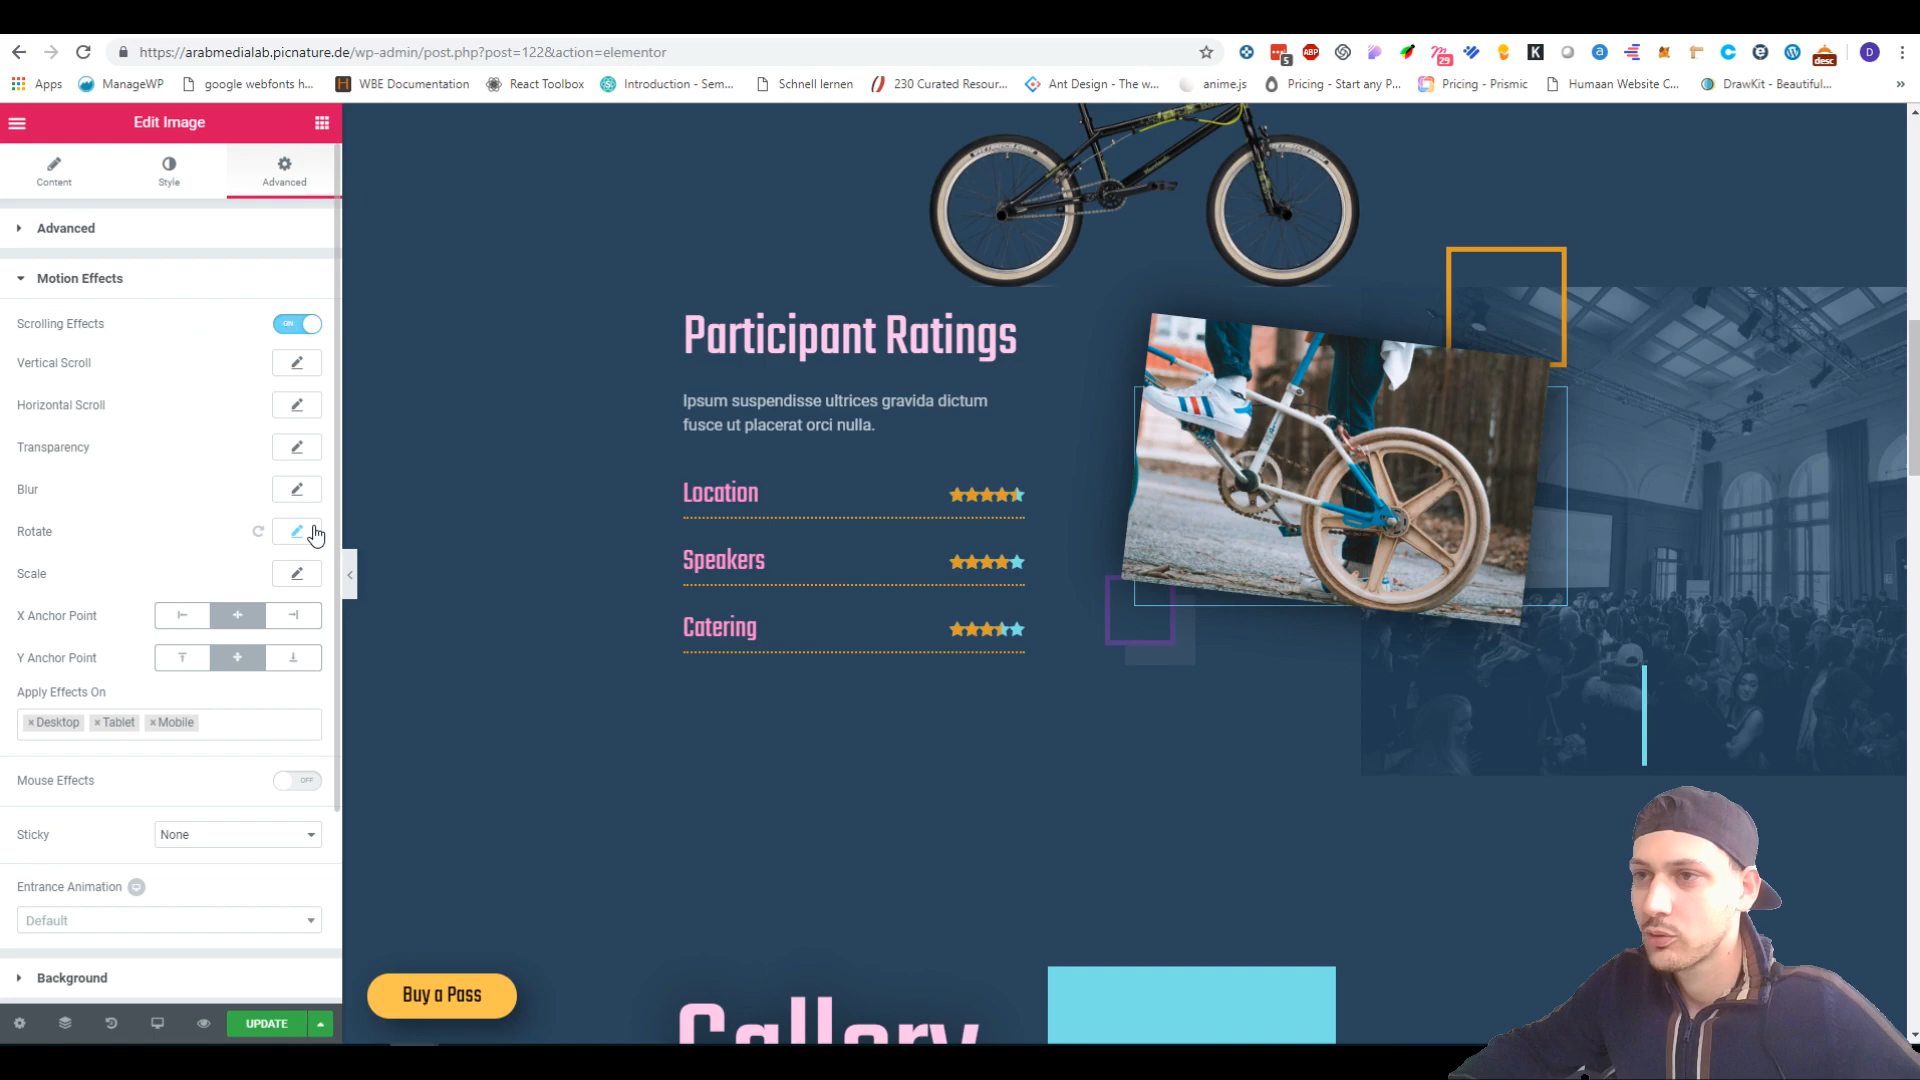 https://arabmedialab.picnature.de/wp-admin/post.php?post=122&action=elementor
5
ABP
29
K
desc
D
Apps
ManageWP
google webfonts h...
WBE Documentation
React Toolbox
Introduction - Sem...
Schnell lernen
230 Curated Resour...
Ant Design - The w...
anime.js
Pricing - Start any P...
Pricing - Prismic
Humaan Website C...
DrawKit - Beautiful...
»
Edit Image
Content
Style
Advanced
Advanced
Motion Effects
Scrolling Effects
ON
Vertical Scroll
Horizontal Scroll
Transparency
Blur
Rotate
Scale
X Anchor Point
Y Anchor Point
Apply Effects On
×Desktop ×Tablet ×Mobile
Mouse Effects
OFF
Sticky
None
Entrance Animation
Default
Background
UPDATE
Participant Ratings
Ipsum suspendisse ultrices gravida dictum
fusce ut placerat orci nulla.
Location
Speakers
Catering
Buy a Pass
Gallery